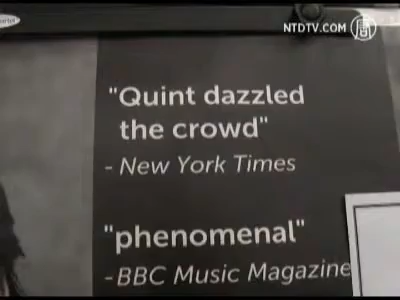 NTDTV.COM
"Quint dazzled
the crowd"
- New York Times
"phenomenal"
- BBC Music Magazine